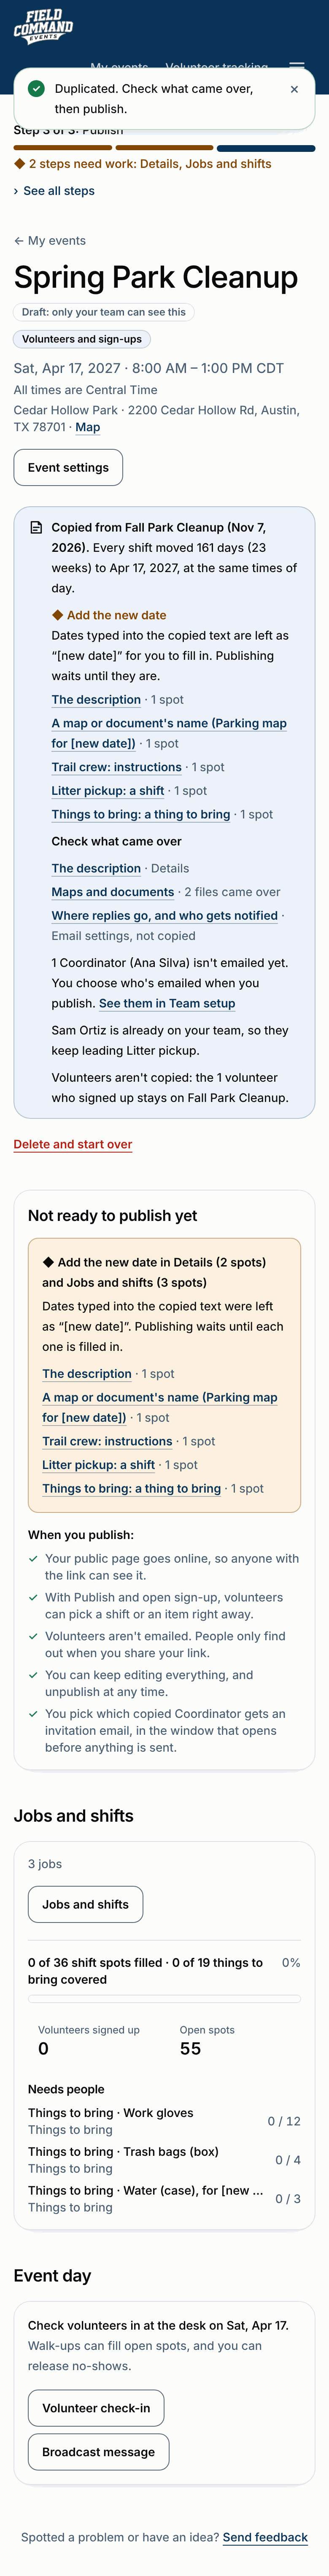 FIELD
COMMAND
EVENTS
My events Volunteer tracking
Duplicated. Check what came over,
then publish.
Step 3 of 3: Publish
2 steps need work: Details, Jobs and shifts
› See all steps
← My events
Spring Park Cleanup
Draft: only your team can see this
Volunteers and sign-ups
Sat, Apr 17, 2027 · 8:00 AM – 1:00 PM CDT
All times are Central Time
Cedar Hollow Park · 2200 Cedar Hollow Rd, Austin,
TX 78701 · Map
Event settings
Copied from Fall Park Cleanup (Nov 7,
2026). Every shift moved 161 days (23
weeks) to Apr 17, 2027, at the same times of
day.
◆ Add the new date
Dates typed into the copied text are left as
“[new date]” for you to fill in. Publishing
waits until they are.
The description · 1 spot
A map or document's name (Parking map
for [new date]) · 1 spot
Trail crew: instructions · 1 spot
Litter pickup: a shift · 1 spot
Things to bring: a thing to bring · 1 spot
Check what came over
The description · Details
Maps and documents · 2 files came over
Where replies go, and who gets notified ·
Email settings, not copied
1 Coordinator (Ana Silva) isn't emailed yet.
You choose who's emailed when you
publish. See them in Team setup
Sam Ortiz is already on your team, so they
keep leading Litter pickup.
Volunteers aren't copied: the 1 volunteer
who signed up stays on Fall Park Cleanup.
Delete and start over
Not ready to publish yet
◆ Add the new date in Details (2 spots)
and Jobs and shifts (3 spots)
Dates typed into the copied text were left
as “[new date]”. Publishing waits until each
one is filled in.
The description · 1 spot
A map or document's name (Parking map
for [new date]) · 1 spot
Trail crew: instructions · 1 spot
Litter pickup: a shift · 1 spot
Things to bring: a thing to bring · 1 spot
When you publish:
Your public page goes online, so anyone with
the link can see it.
With Publish and open sign-up, volunteers
can pick a shift or an item right away.
Volunteers aren't emailed. People only find
out when you share your link.
You can keep editing everything, and
unpublish at any time.
You pick which copied Coordinator gets an
invitation email, in the window that opens
before anything is sent.
Jobs and shifts
3 jobs
Jobs and shifts
0 of 36 shift spots filled · 0 of 19 things to 0%
bring covered
Volunteers signed up Open spots
0 55
Needs people
Things to bring · Work gloves
Things to bring 0 / 12
Things to bring · Trash bags (box)
Things to bring 0 / 4
Things to bring · Water (case), for [new ...
Things to bring 0 / 3
Event day
Check volunteers in at the desk on Sat, Apr 17.
Walk-ups can fill open spots, and you can
release no-shows.
Volunteer check-in
Broadcast message
Spotted a problem or have an idea? Send feedback